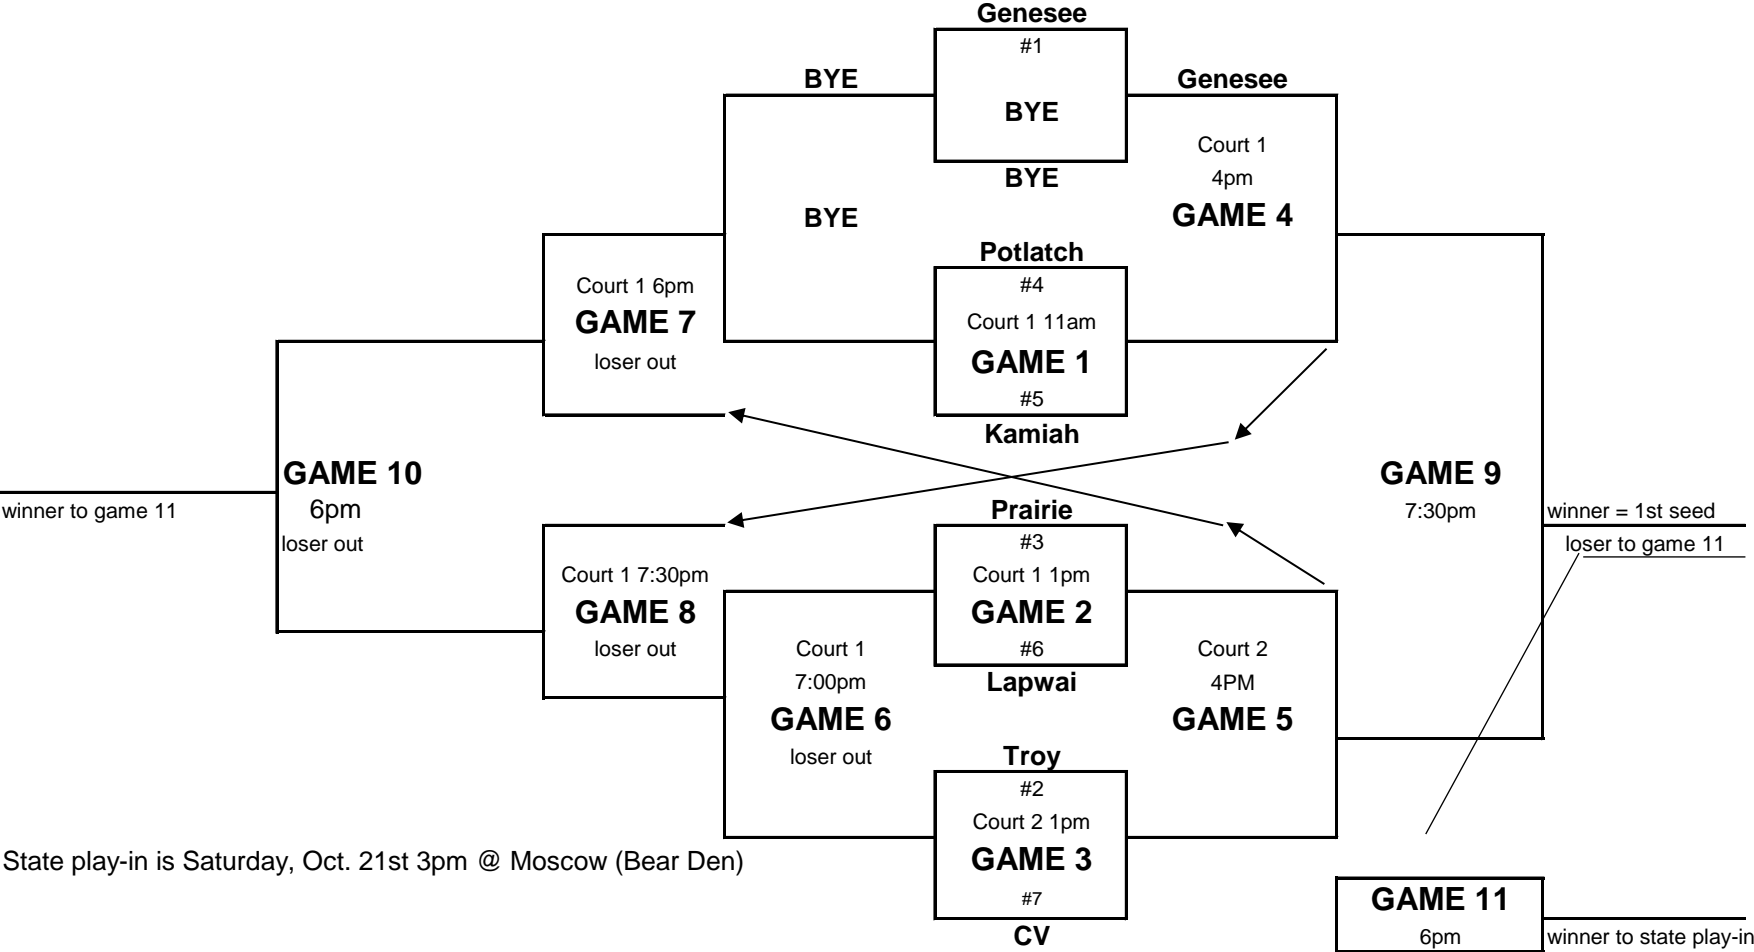 Genesee
#1
BYE
BYE
BYE
Genesee
Court 1
4pm
GAME 4
BYE
Potlatch
#4
Court 1 11am
GAME 1
#5
Kamiah
Court 1 6pm
GAME 7
loser out
GAME 10
6pm
loser out
winner to game 11
GAME 9
7:30pm
winner = 1st seed
loser to game 11
Prairie
#3
Court 1 1pm
GAME 2
#6
Lapwai
Court 1 7:30pm
GAME 8
loser out
Court 1
7:00pm
GAME 6
loser out
Court 2
4PM
GAME 5
Troy
#2
Court 2 1pm
GAME 3
#7
CV
State play-in is Saturday, Oct. 21st 3pm @ Moscow (Bear Den)
GAME 11
6pm
winner to state play-in